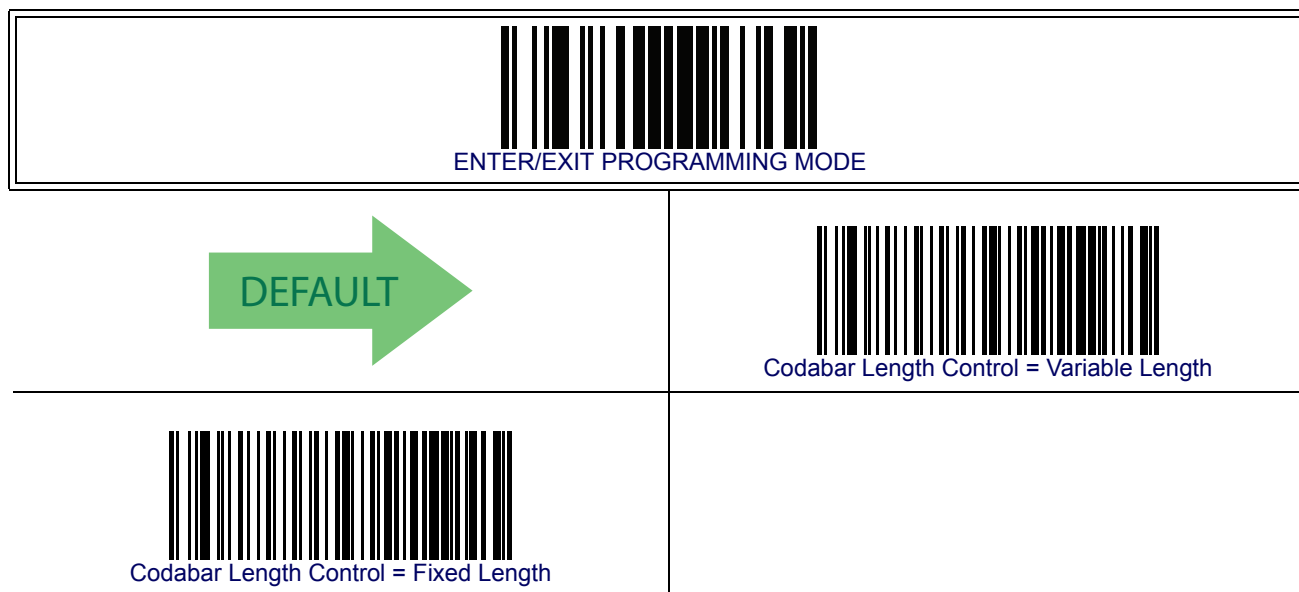 ENTER/EXIT PROGRAMMING MODE
DEFAULT
Codabar Length Control = Variable Length
Codabar Length Control = Fixed Length